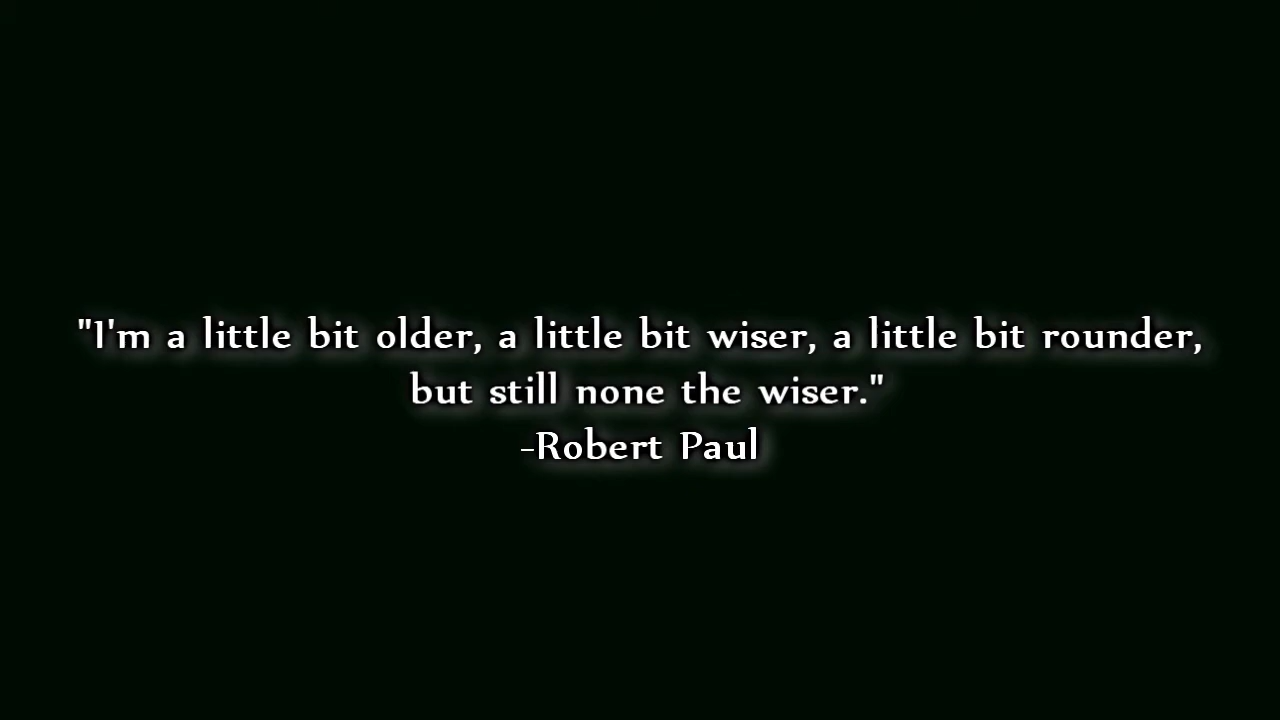 "I'm a little bit older, a little bit wiser, a little bit rounder,
but still none the wiser."
-Robert Paul